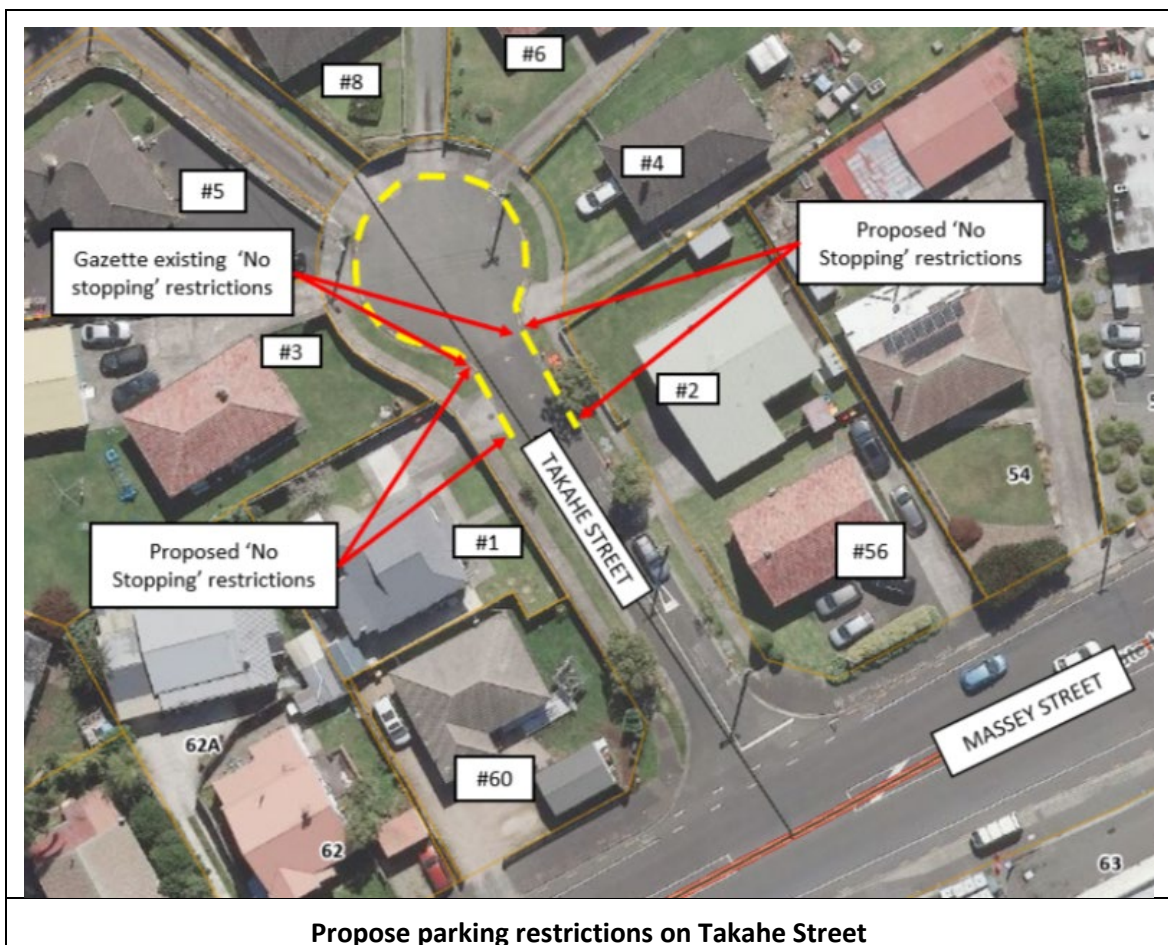 #8
#6
#5
#4
Gazette existing 'No
stopping' restrictions
Proposed 'No
Stopping' restrictions
#3
#2
TAKAHE STREET
54
Proposed 'No
Stopping' restrictions
#1
#56
MASSEY STREET
62A
#60
62
63
Propose parking restrictions on Takahe Street